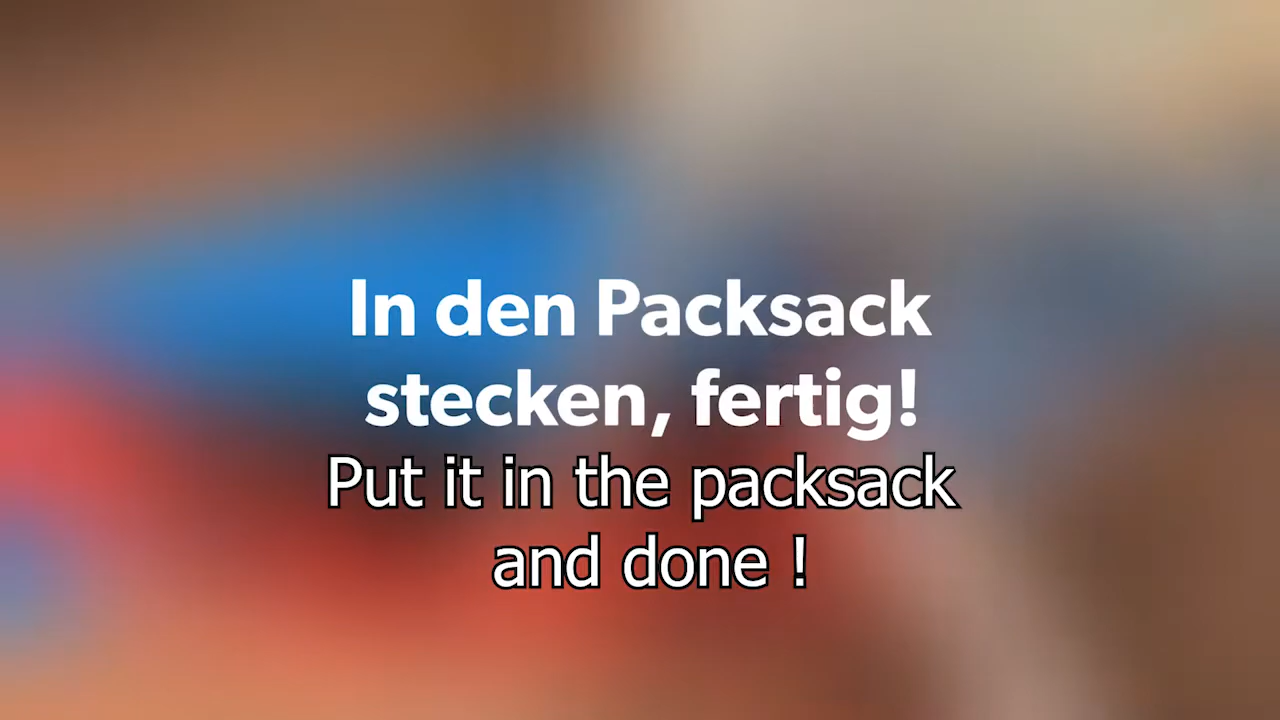 In den Packsack
stecken, fertig!
Put it in the packsack
and done !